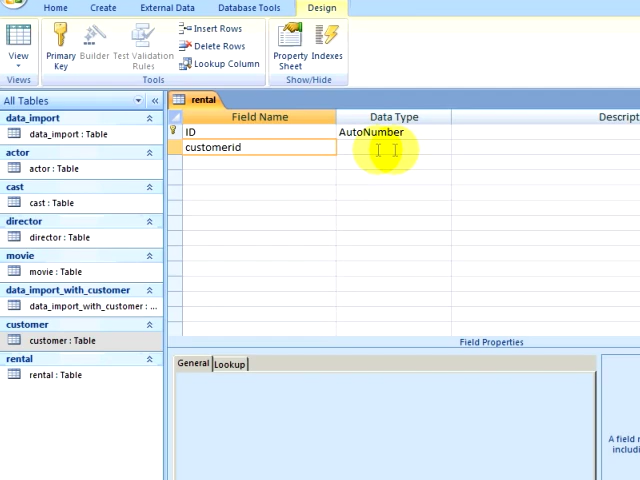 Home Create External Data Database Tools Design
View
Primary Key
Builder
Test Validation Rules
Insert Rows
Delete Rows
Lookup Column
Property Sheet
Indexes
Views Tools Show/Hide
All Tables
rental
Field Name Data Type Descript
ID AutoNumber
customerid
data_import
data_import : Table
actor
actor : Table
cast
cast : Table
director
director : Table
movie
movie : Table
data_import_with_customer
data_import_with_customer : ...
customer
customer : Table
rental
rental : Table
Field Properties
General Lookup
A field n
includin